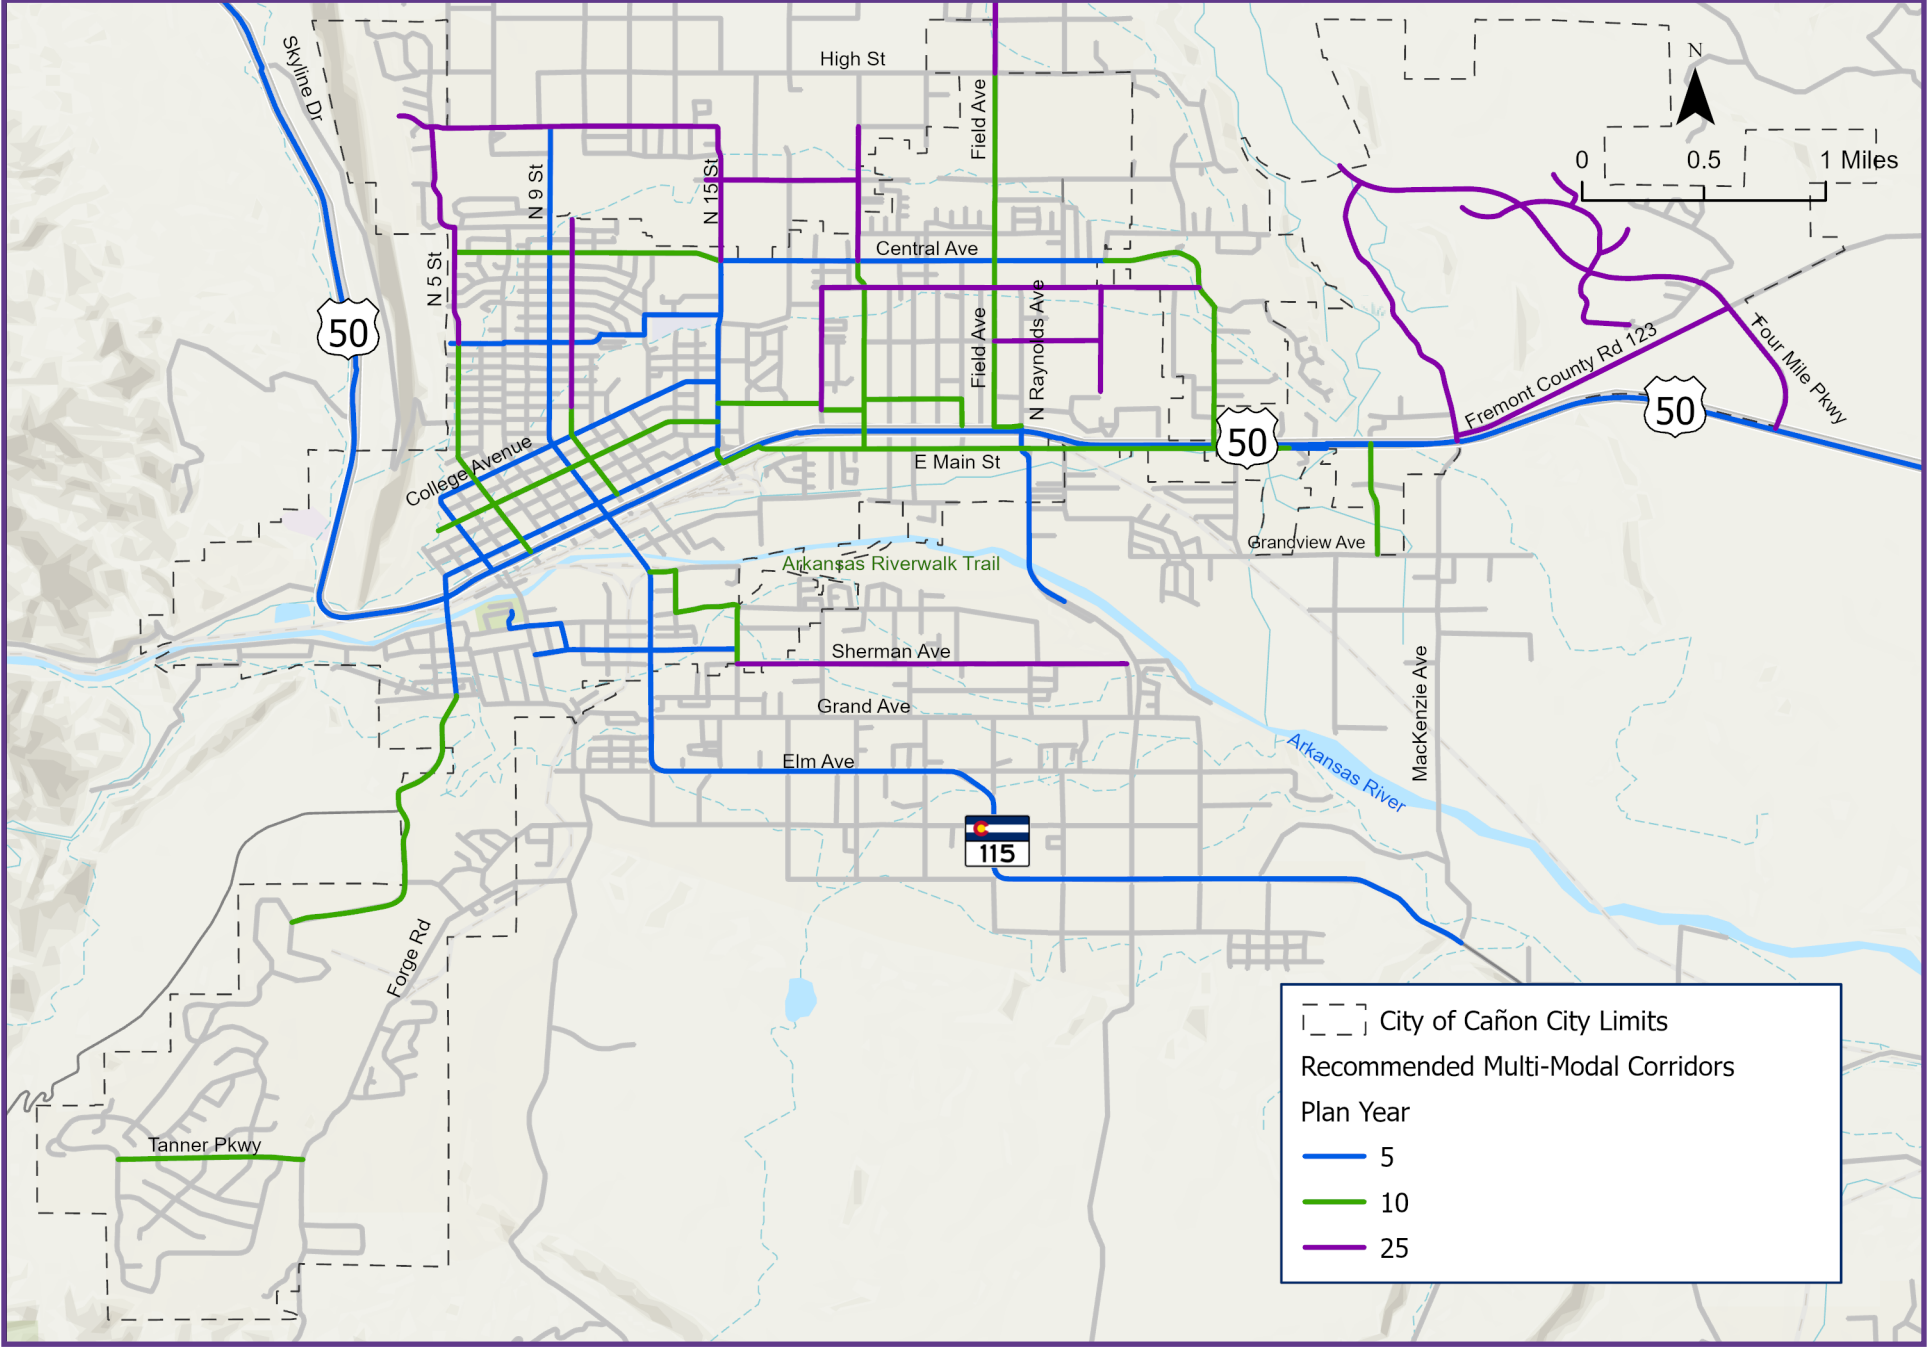 High St
Skyline Dr
N
0 0.5 1 Miles
Field Ave
N 9 St
N 15 St
Central Ave
N 5 St
50
Field Ave
N Raynolds Ave
Fremont County Rd 123
Four Mile Pkwy
50
50
College Avenue
E Main St
Grandview Ave
Arkansas Riverwalk Trail
Sherman Ave
Grand Ave
MacKenzie Ave
Arkansas River
Elm Ave
115
Forge Rd
Tanner Pkwy
City of Cañon City Limits
Recommended Multi-Modal Corridors
Plan Year
5
10
25